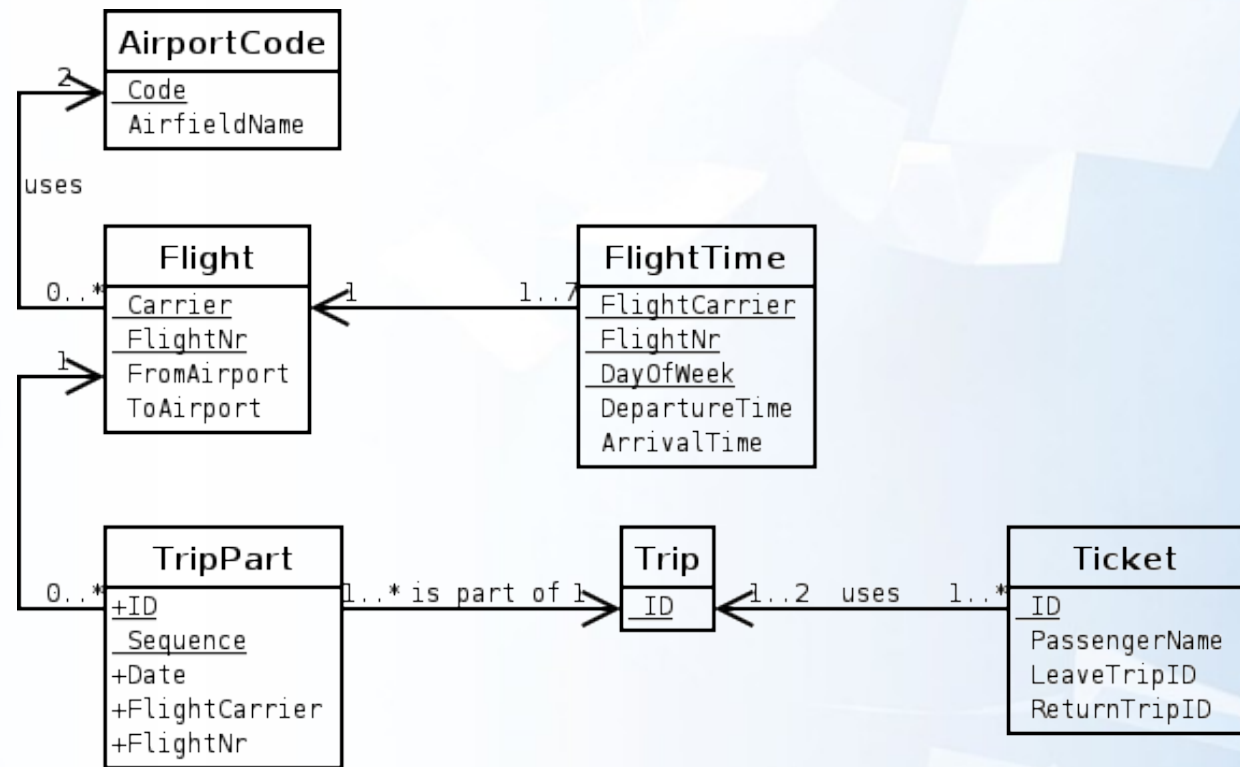 AirportCode
2
Code
AirfieldName
uses
Flight
0..*
Carrier
FlightNr
1
FromAirport
ToAirport
1
1..7
FlightTime
FlightCarrier
FlightNr
DayOfWeek
DepartureTime
ArrivalTime
TripPart
0..*
+ID
Sequence
+Date
+FlightCarrier
+FlightNr
1..* is part of 1
Trip
ID
1..2 uses 1..*
Ticket
ID
PassengerName
LeaveTripID
ReturnTripID